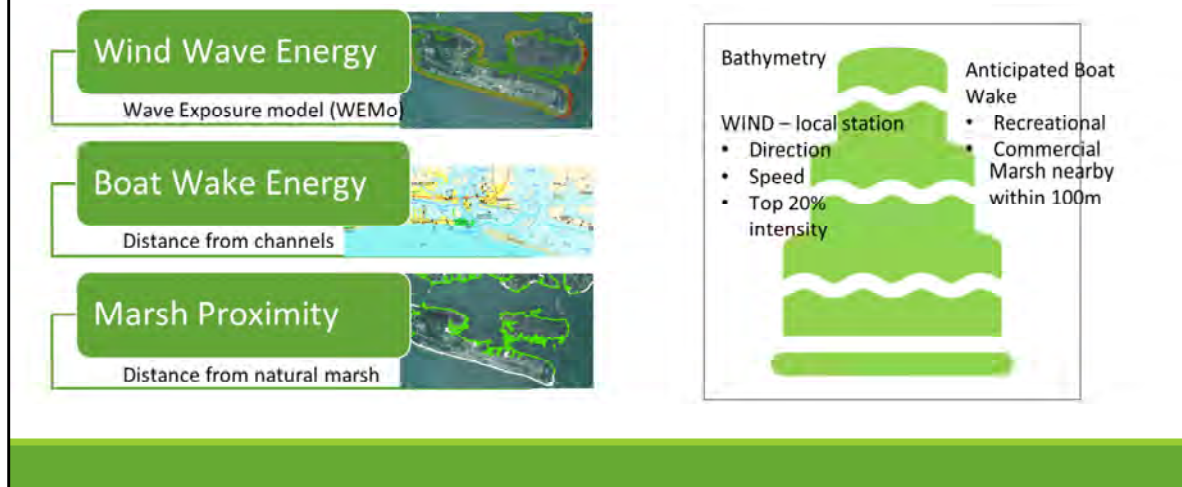 Wind Wave Energy
Wave Exposure model (WEMo)
Boat Wake Energy
Distance from channels
Marsh Proximity
Distance from natural marsh
Bathymetry
WIND – local station
• Direction
• Speed
• Top 20%
intensity
Anticipated Boat
Wake
• Recreational
• Commercial
Marsh nearby
within 100m